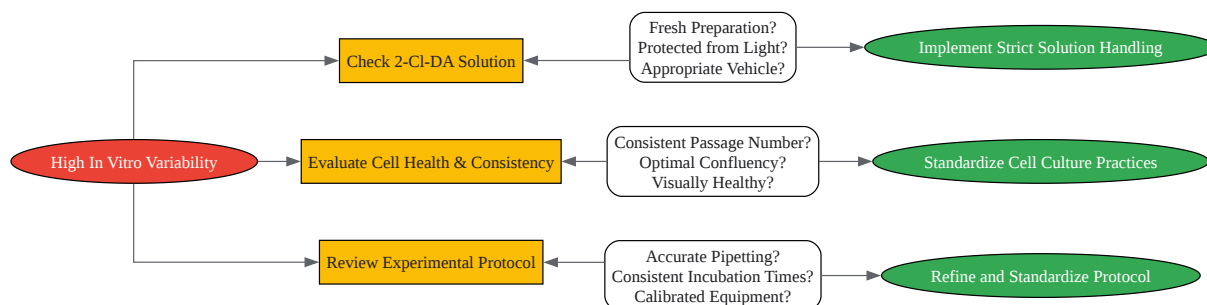 High In Vitro Variability
Check 2-Cl-DA Solution
Fresh Preparation?
Protected from Light?
Appropriate Vehicle?
Implement Strict Solution Handling
Evaluate Cell Health & Consistency
Consistent Passage Number?
Optimal Confluency?
Visually Healthy?
Standardize Cell Culture Practices
Review Experimental Protocol
Accurate Pipetting?
Consistent Incubation Times?
Calibrated Equipment?
Refine and Standardize Protocol